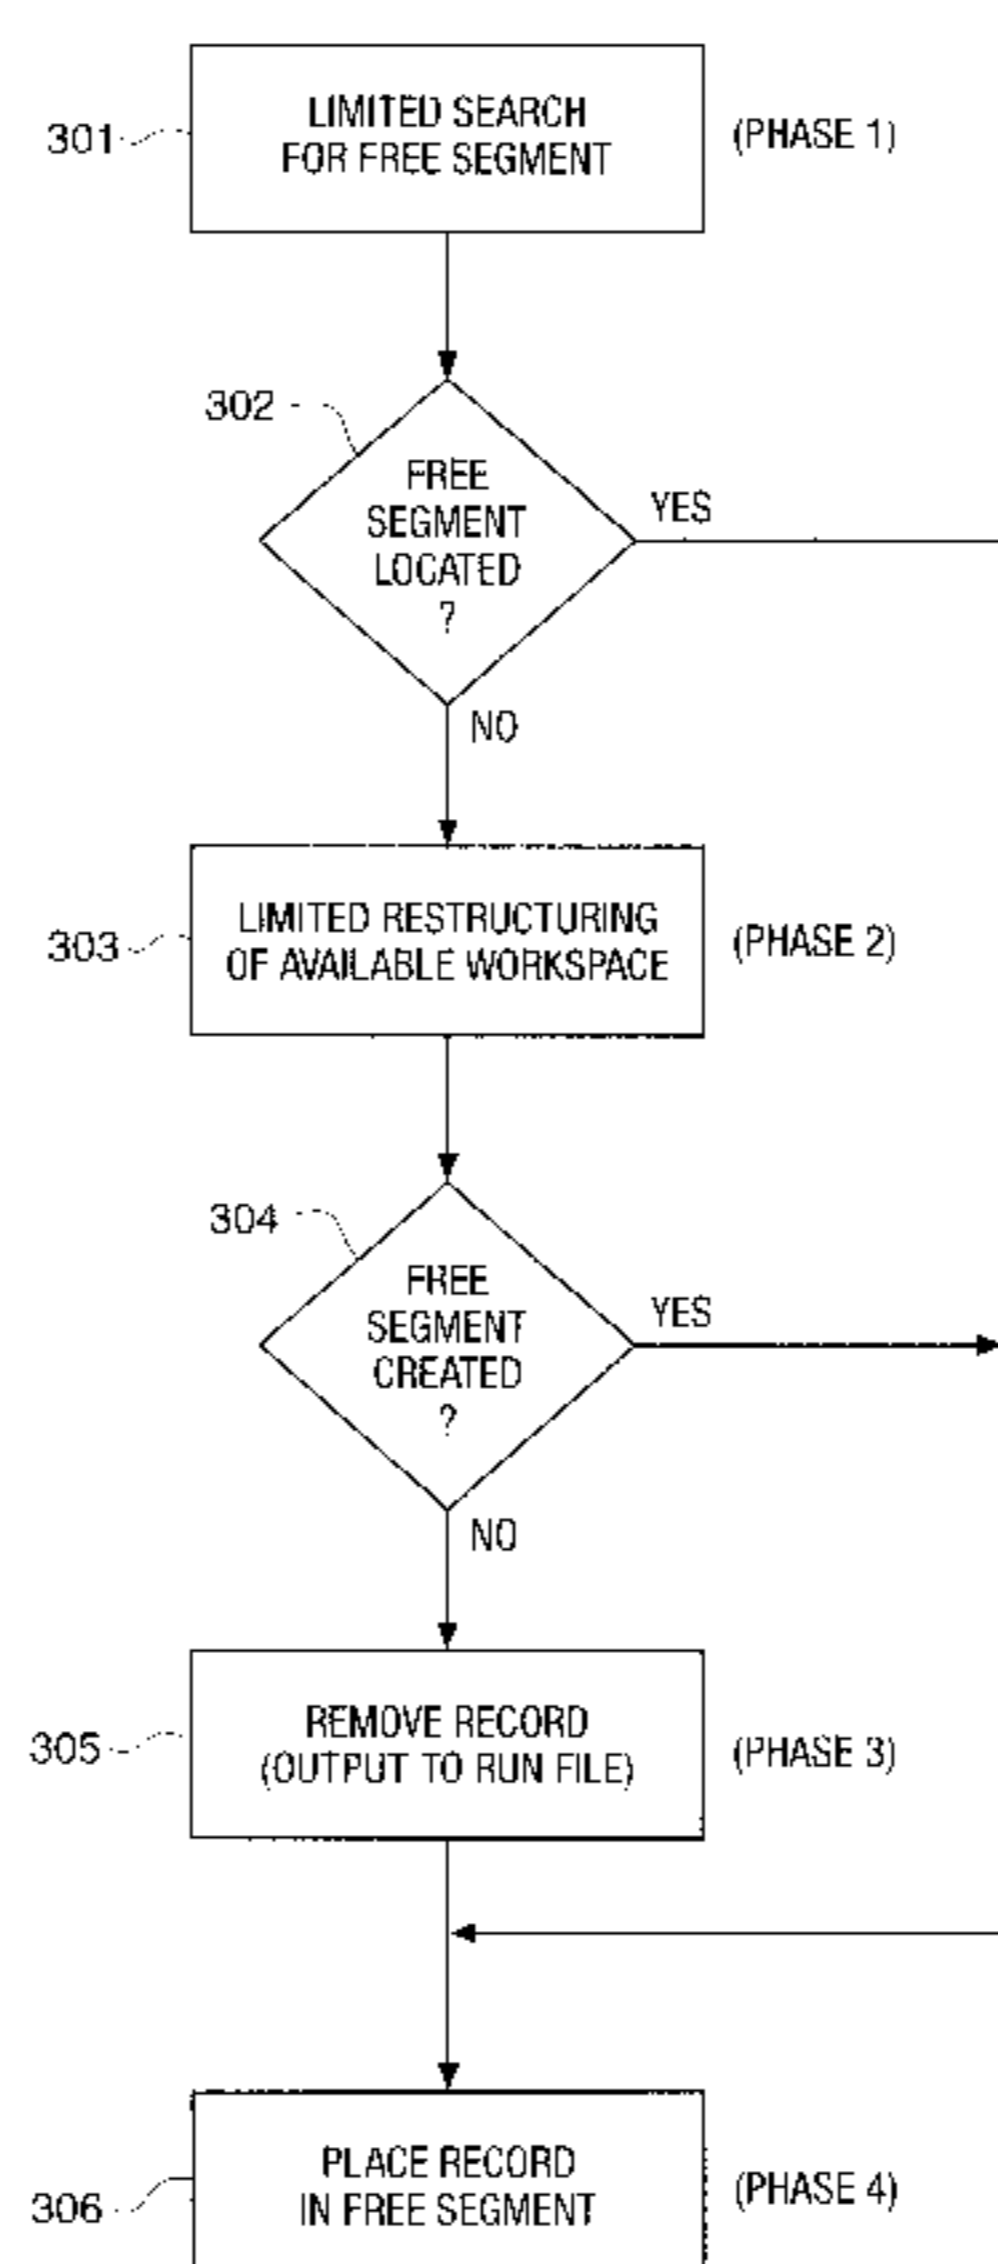 301
LIMITED SEARCH
FOR FREE SEGMENT
(PHASE 1)
302
FREE
SEGMENT
LOCATED
?
YES
NO
303
LIMITED RESTRUCTURING
OF AVAILABLE WORKSPACE
(PHASE 2)
304
FREE
SEGMENT
CREATED
?
YES
NO
305
REMOVE RECORD
(OUTPUT TO RUN FILE)
(PHASE 3)
306
PLACE RECORD
IN FREE SEGMENT
(PHASE 4)